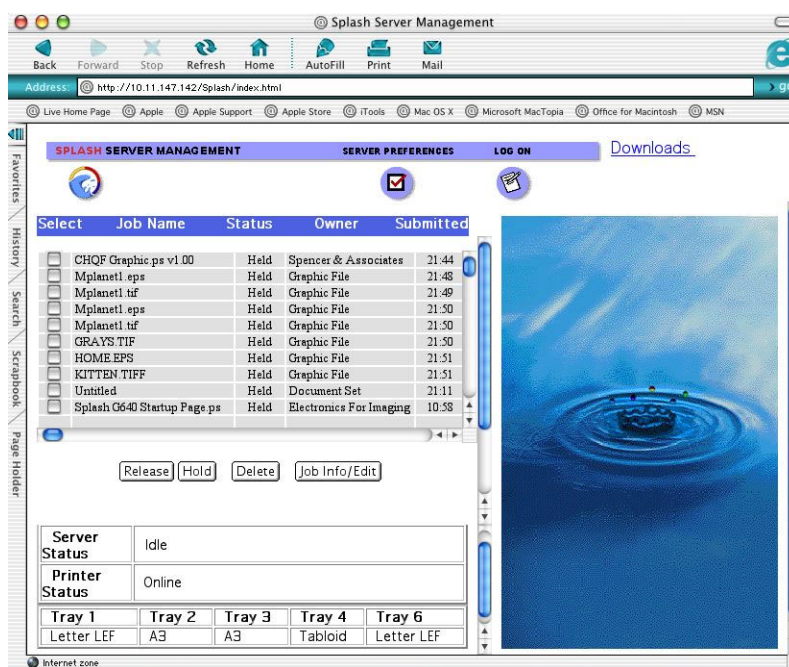 Splash Server Management
Back Forward Stop Refresh Home AutoFill Print Mail
Address: http://10.11.147.142/Splash/index.html
Live Home Page Apple Apple Support Apple Store iTools Mac OS X Microsoft MacTopia Office for Macintosh MSN
Favorites
History
Search
Scrapbook
Page Holder
SPLASH SERVER MANAGEMENT SERVER PREFERENCES LOG ON Downloads
Select Job Name Status Owner Submitted
CHQF Graphic.ps v1.00 Held Spencer & Associates 21:44
Mplanet1.eps Held Graphic File 21:48
Mplanet1.tif Held Graphic File 21:49
Mplanet1.eps Held Graphic File 21:50
Mplanet1.tif Held Graphic File 21:50
GRAYS.TIF Held Graphic File 21:50
HOME.EPS Held Graphic File 21:51
KITTEN.TIFF Held Graphic File 21:51
Untitled Held Document Set 21:11
Splash G640 Startup Page.ps Held Electronics For Imaging 10:58
Release Hold Delete Job Info/Edit
Server Status Idle
Printer Status Online
Tray 1 Tray 2 Tray 3 Tray 4 Tray 6
Letter LEF A3 A3 Tabloid Letter LEF
Internet zone